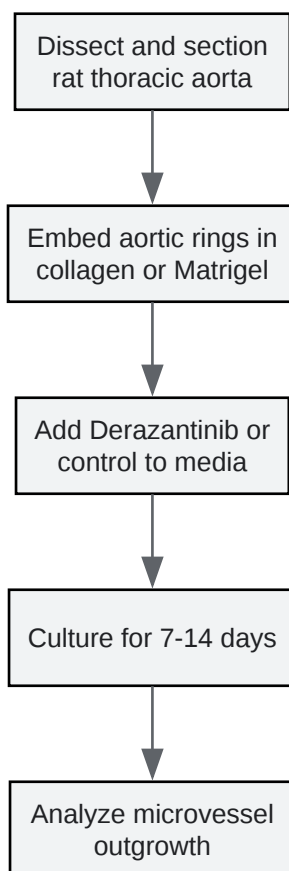 Dissect and section
rat thoracic aorta
Embed aortic rings in
collagen or Matrigel
Add Derazantinib or
control to media
Culture for 7-14 days
Analyze microvessel
outgrowth